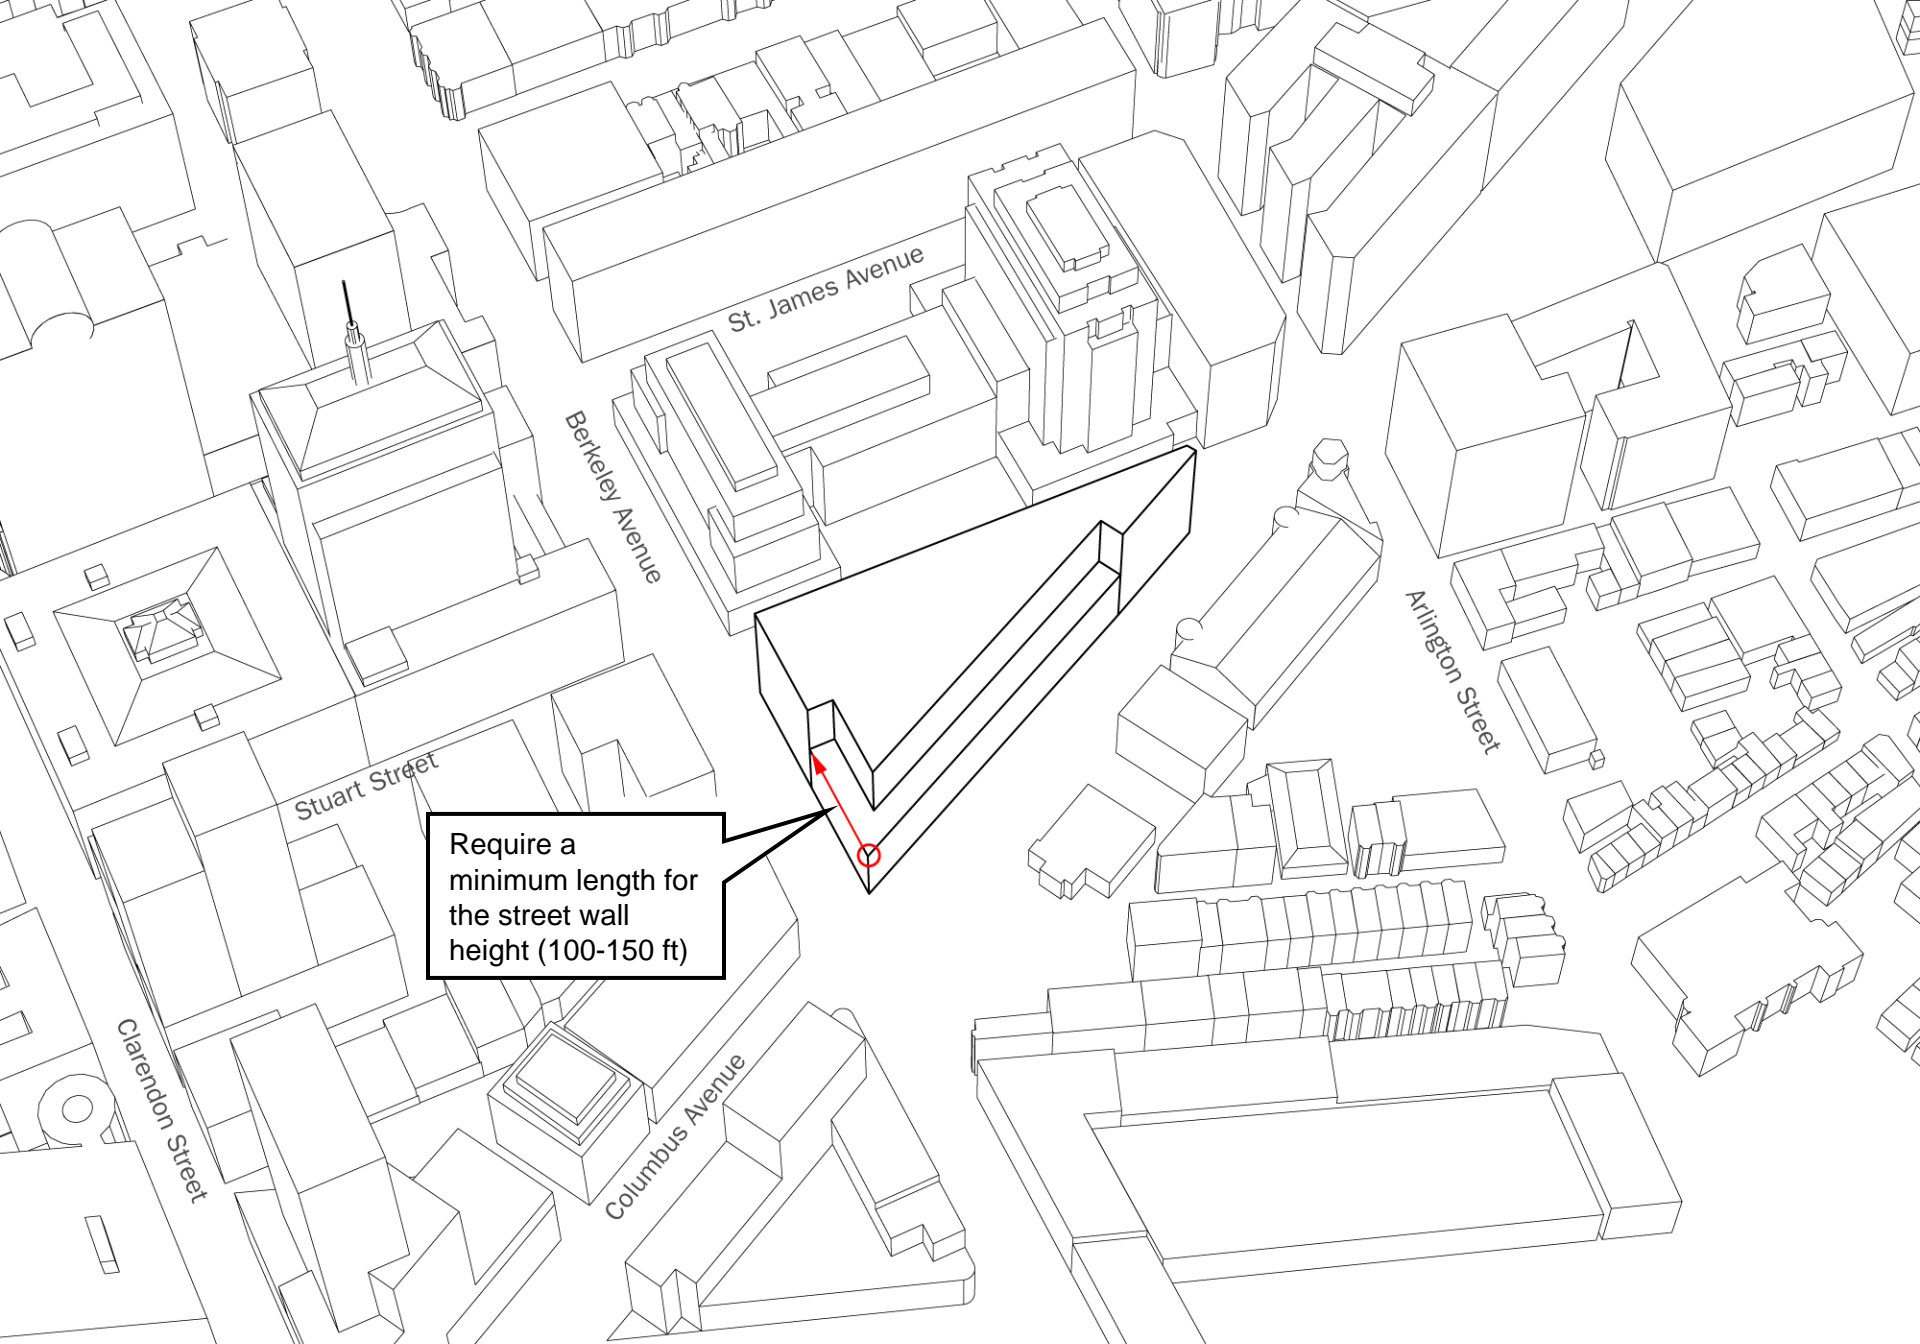 St. James Avenue
Berkeley Avenue
Arlington Street
Stuart Street
Require a
minimum length for
the street wall
height (100-150 ft)
Clarendon Street
Columbus Avenue